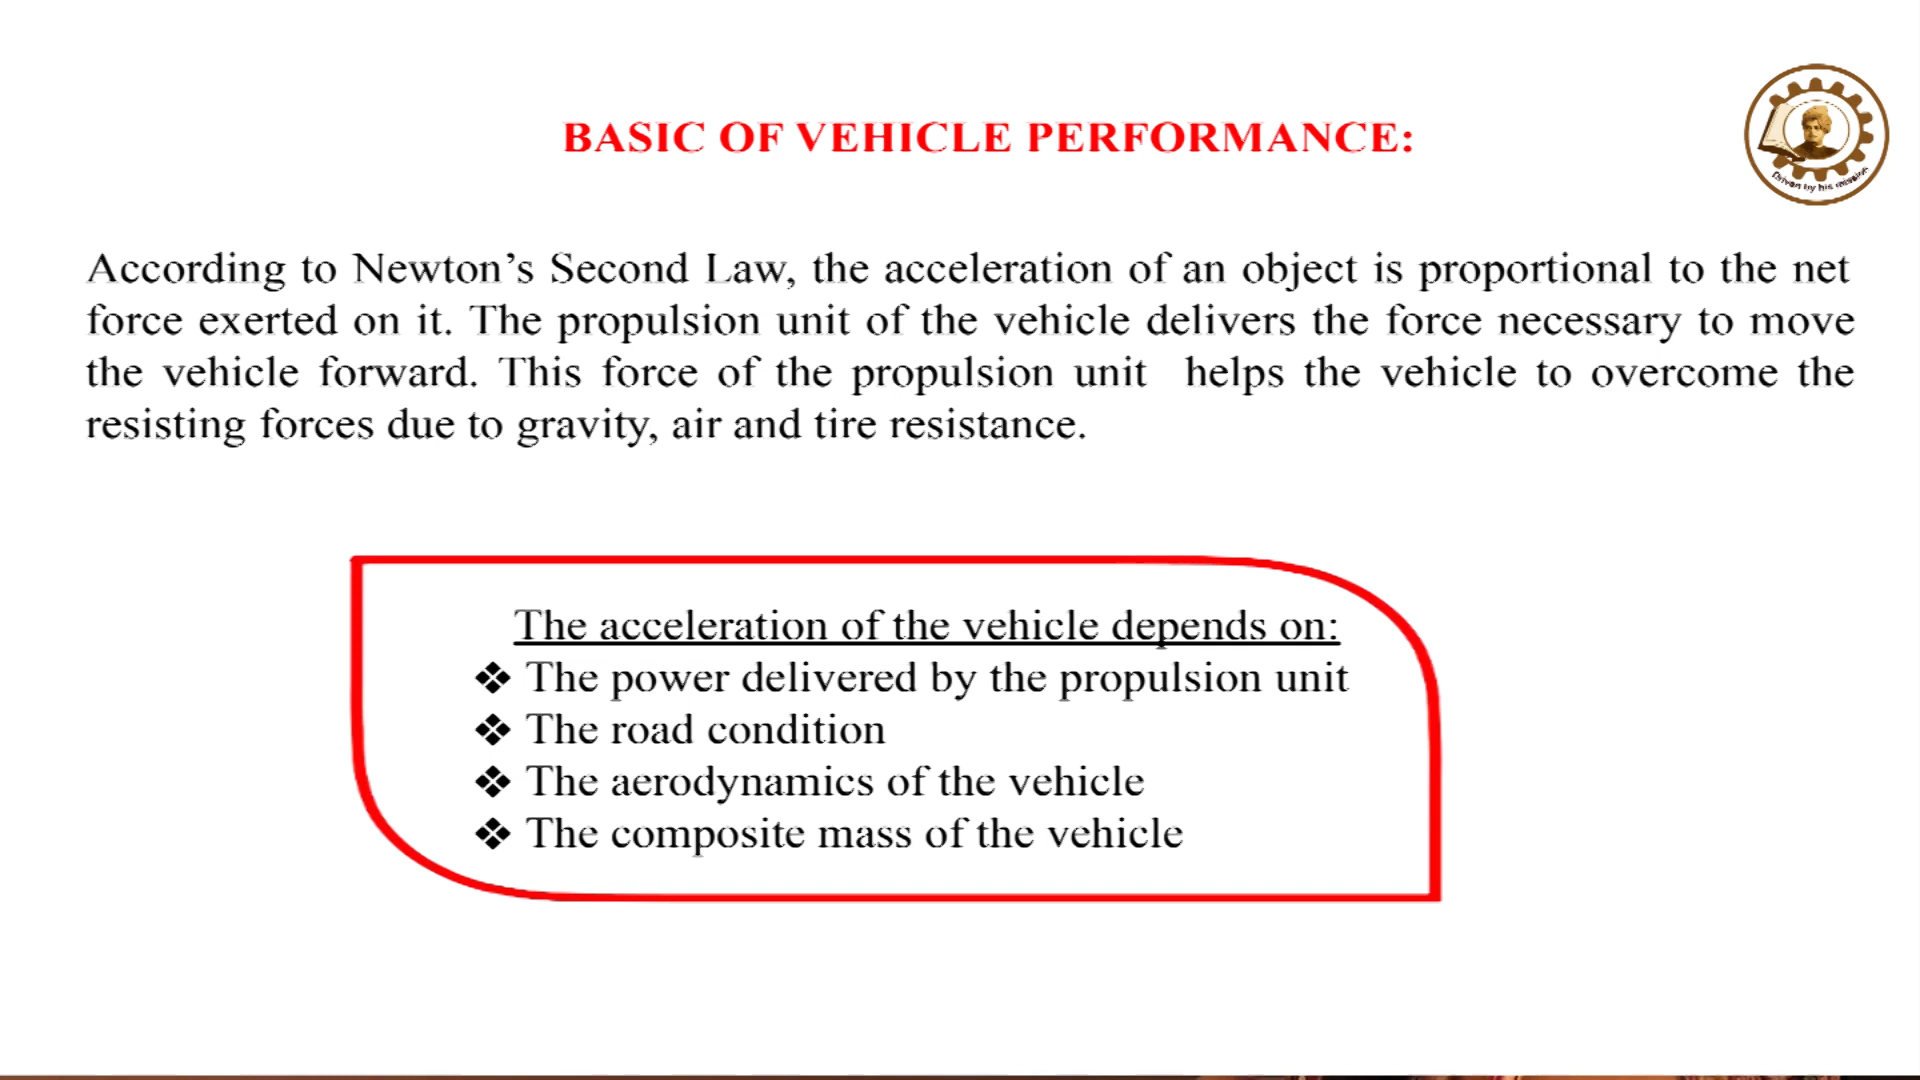 BASIC OF VEHICLE PERFORMANCE:
Driven by his mission
According to Newton’s Second Law, the acceleration of an object is proportional to the net
force exerted on it. The propulsion unit of the vehicle delivers the force necessary to move
the vehicle forward. This force of the propulsion unit helps the vehicle to overcome the
resisting forces due to gravity, air and tire resistance.
The acceleration of the vehicle depends on:
❖ The power delivered by the propulsion unit
❖ The road condition
❖ The aerodynamics of the vehicle
❖ The composite mass of the vehicle